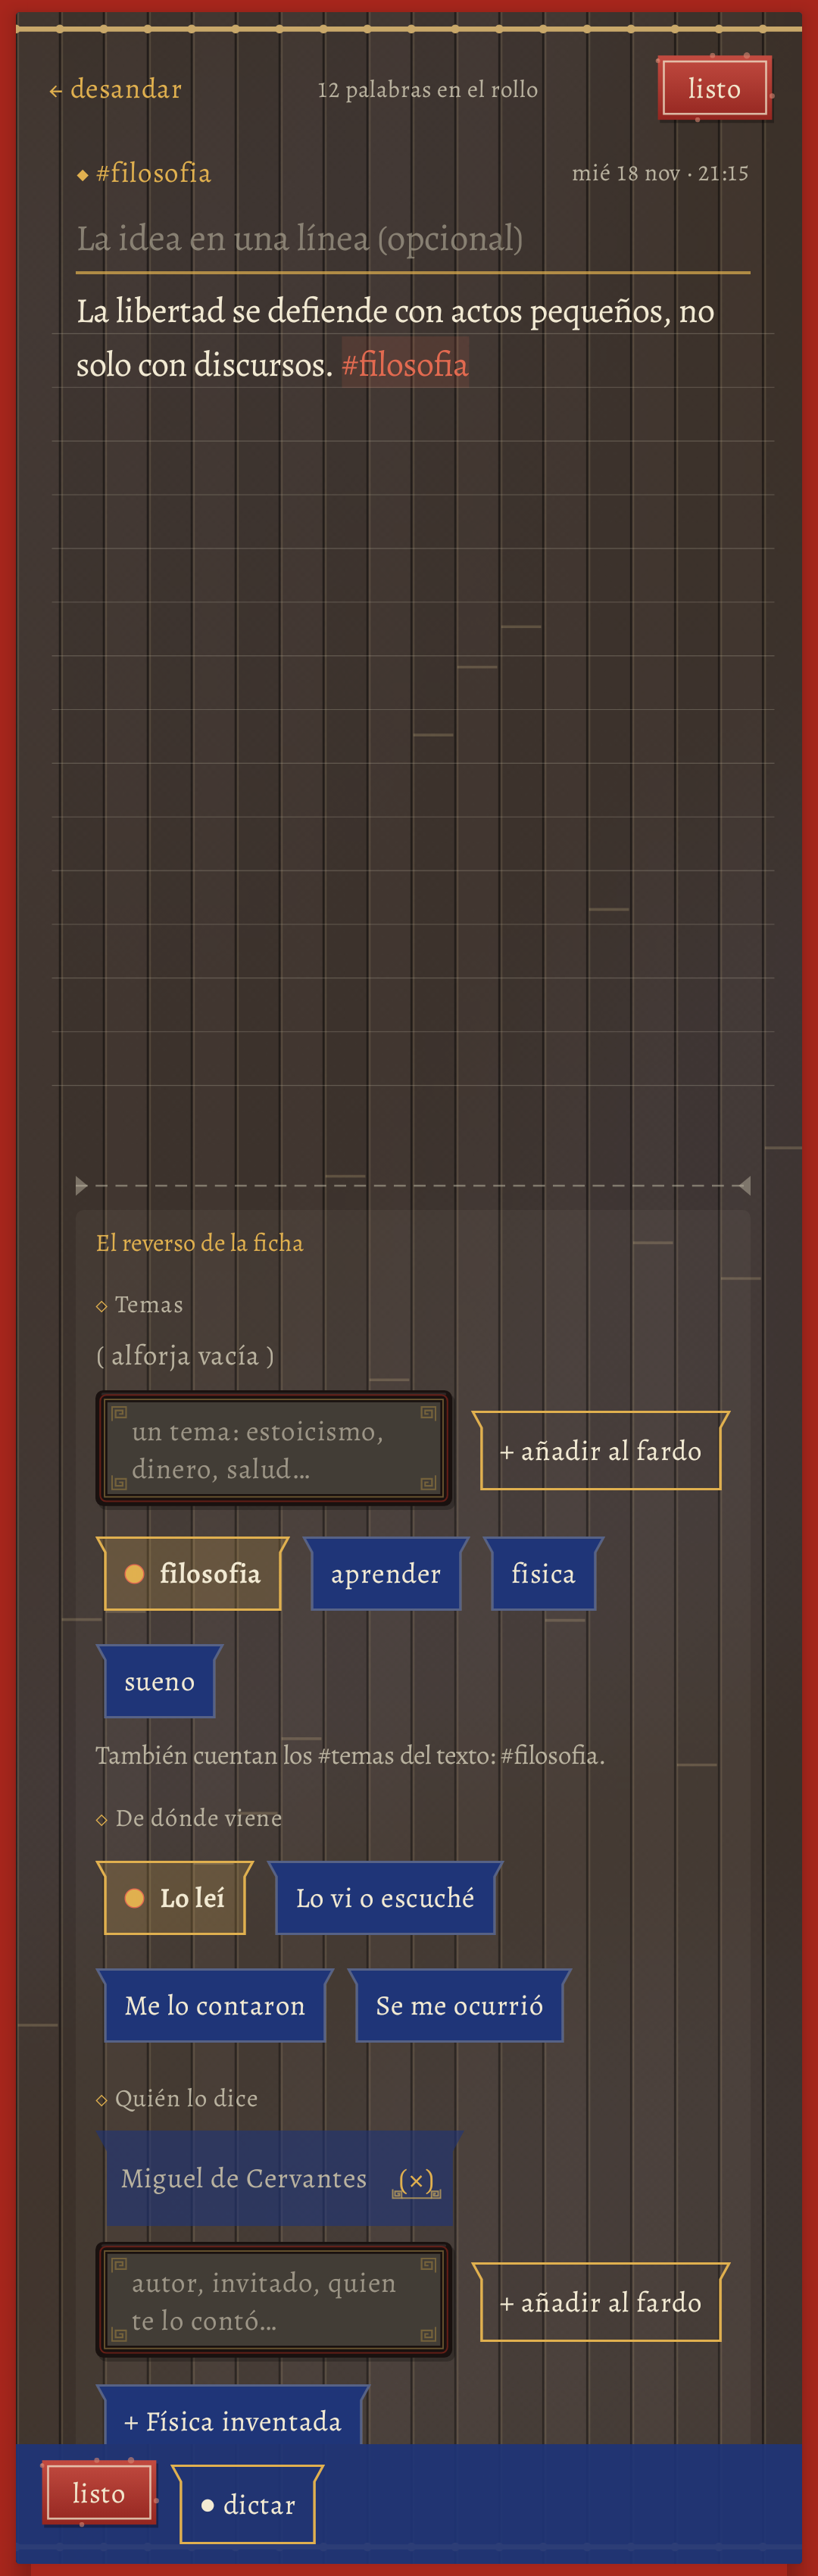 ← desandar
12 palabras en el rollo
listo
◆ #filosofia
mié 18 nov · 21:15
La idea en una línea (opcional)
La libertad se defiende con actos pequeños, no
solo con discursos. #filosofia
El reverso de la ficha
◇ Temas
( alforja vacía )
un tema: estoicismo,
dinero, salud…
+ añadir al fardo
filosofia
aprender
fisica
sueno
También cuentan los #temas del texto: #filosofia.
◇ De dónde viene
Lo leí
Lo vi o escuché
Me lo contaron
Se me ocurrió
◇ Quién lo dice
Miguel de Cervantes (×)
autor, invitado, quien
te lo contó…
+ añadir al fardo
+ Física inventada
listo
● dictar